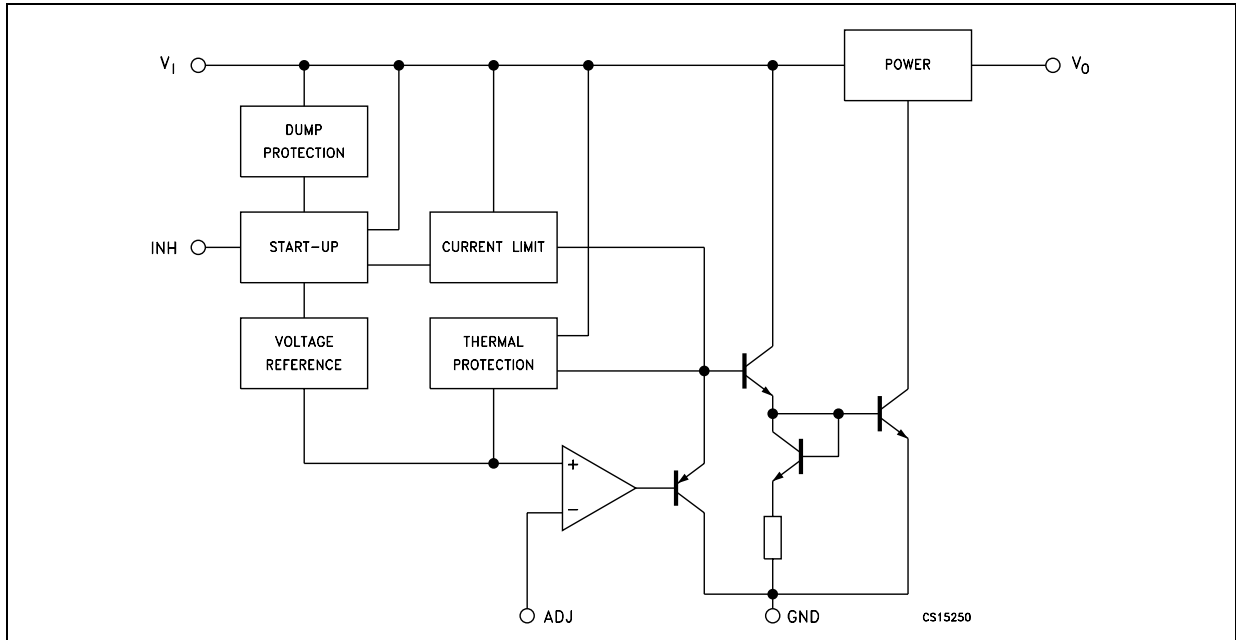 V_I
POWER
V_O
DUMP
PROTECTION
INH
START-UP
CURRENT LIMIT
VOLTAGE
REFERENCE
THERMAL
PROTECTION
+
−
ADJ
GND
CS15250